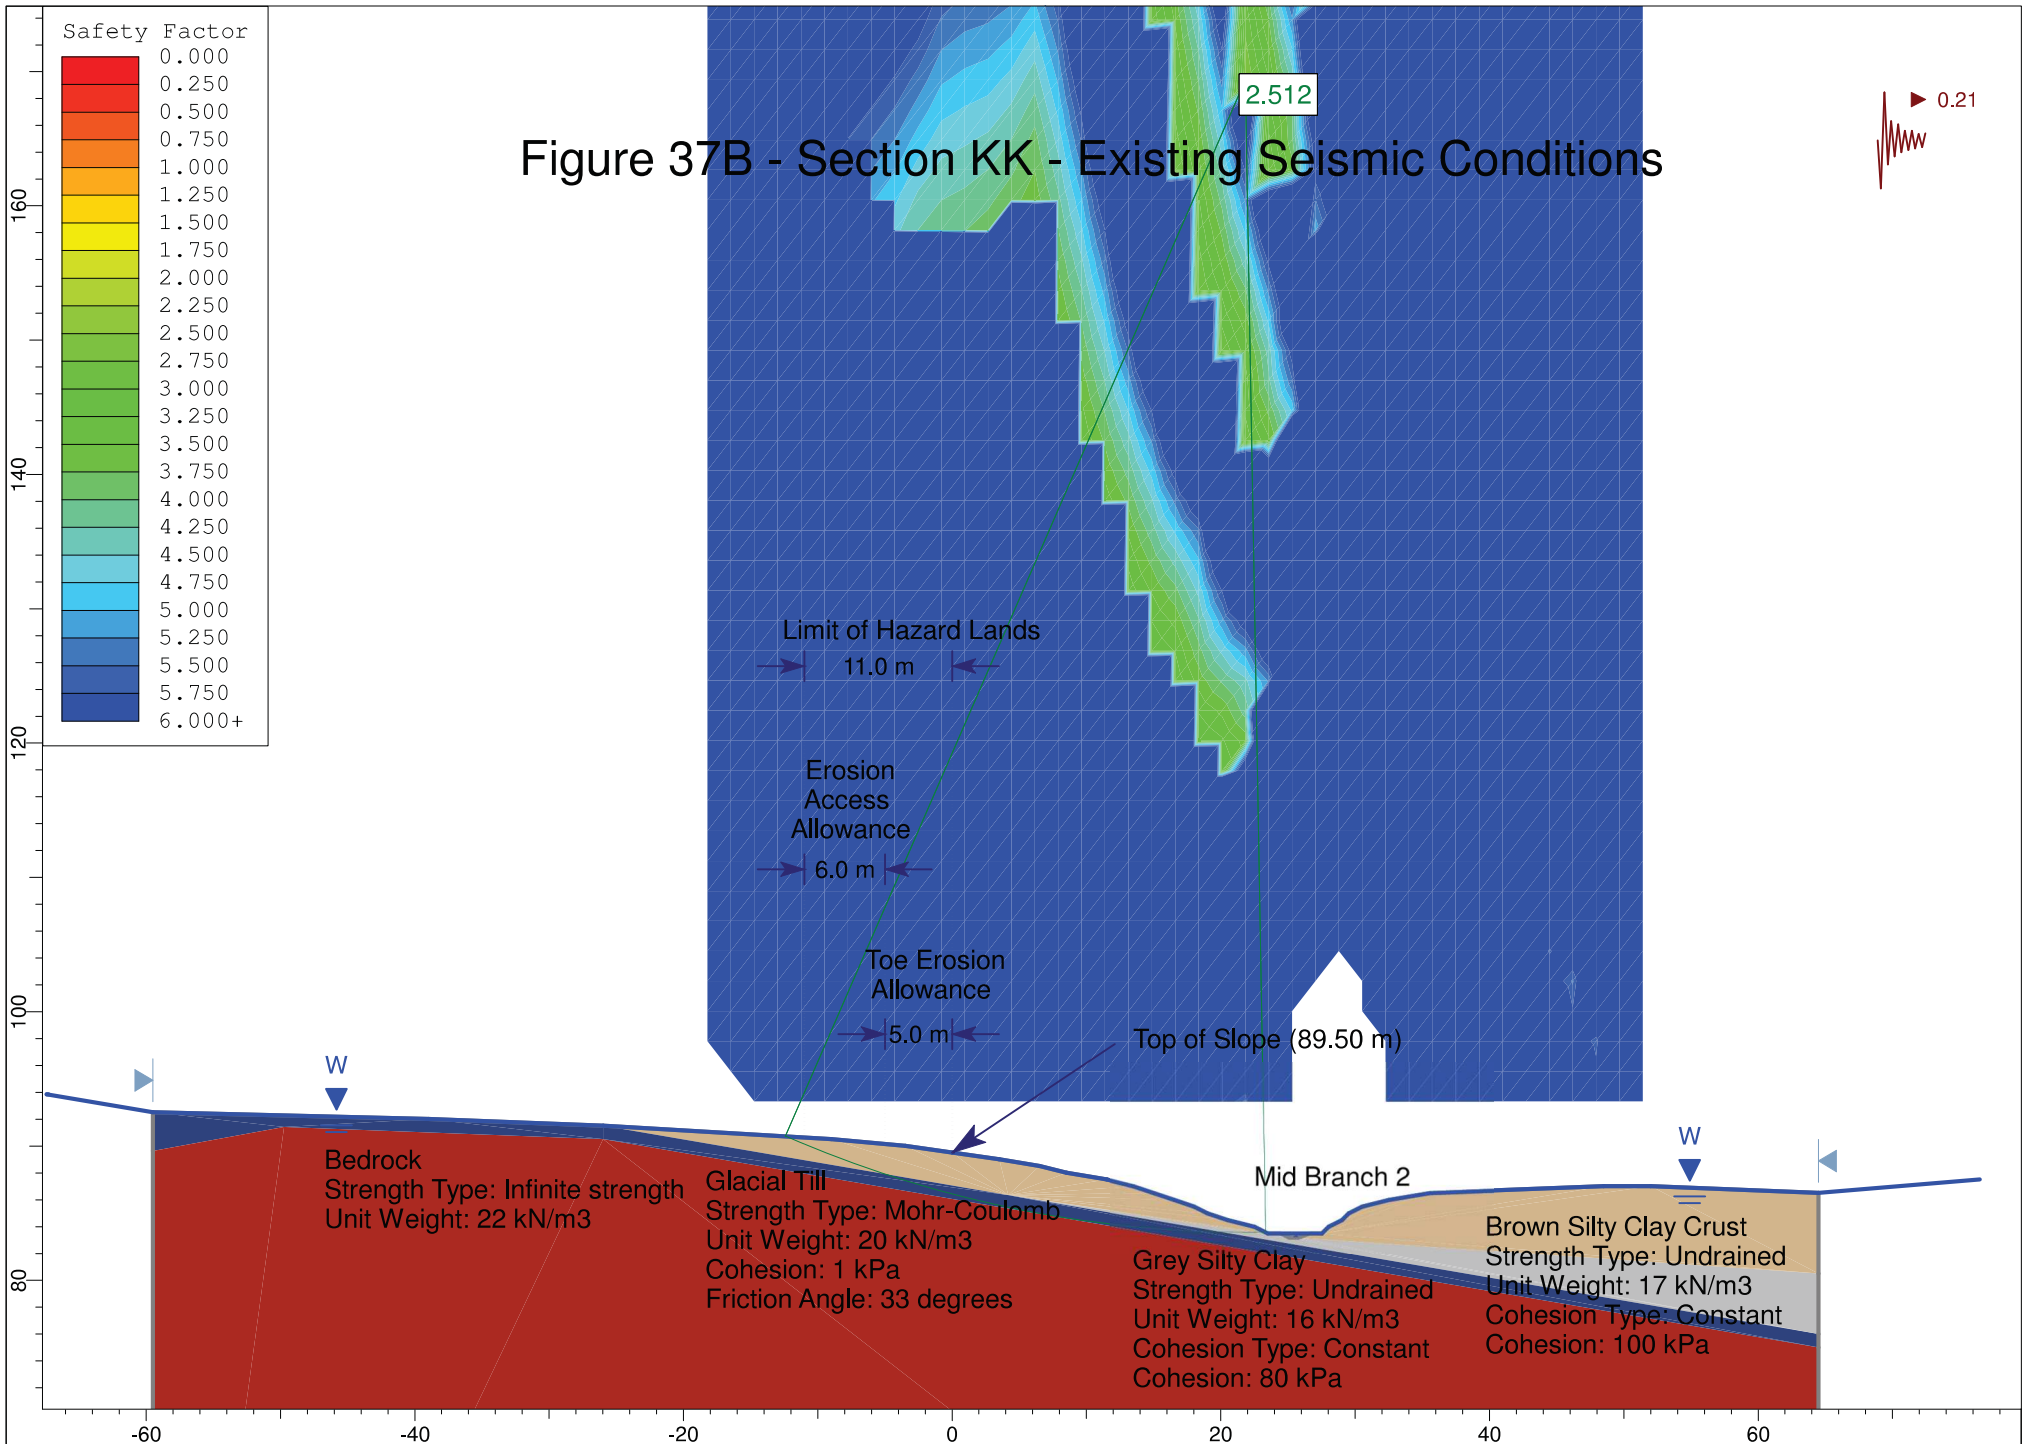 Safety Factor
0.000
0.250
0.500
0.750
1.000
1.250
1.500
1.750
2.000
2.250
2.500
2.750
3.000
3.250
3.500
3.750
4.000
4.250
4.500
4.750
5.000
5.250
5.500
5.750
6.000+
2.512
0.21
Figure 37B - Section KK - Existing Seismic Conditions
160
140
120
100
80
Limit of Hazard Lands
11.0 m
Erosion
Access
Allowance
6.0 m
Toe Erosion
Allowance
5.0 m
Top of Slope (89.50 m)
W
W
Mid Branch 2
Bedrock
Strength Type: Infinite strength
Unit Weight: 22 kN/m3
Glacial Till
Strength Type: Mohr-Coulomb
Unit Weight: 20 kN/m3
Cohesion: 1 kPa
Friction Angle: 33 degrees
Grey Silty Clay
Strength Type: Undrained
Unit Weight: 16 kN/m3
Cohesion Type: Constant
Cohesion: 80 kPa
Brown Silty Clay Crust
Strength Type: Undrained
Unit Weight: 17 kN/m3
Cohesion Type: Constant
Cohesion: 100 kPa
-60
-40
-20
0
20
40
60